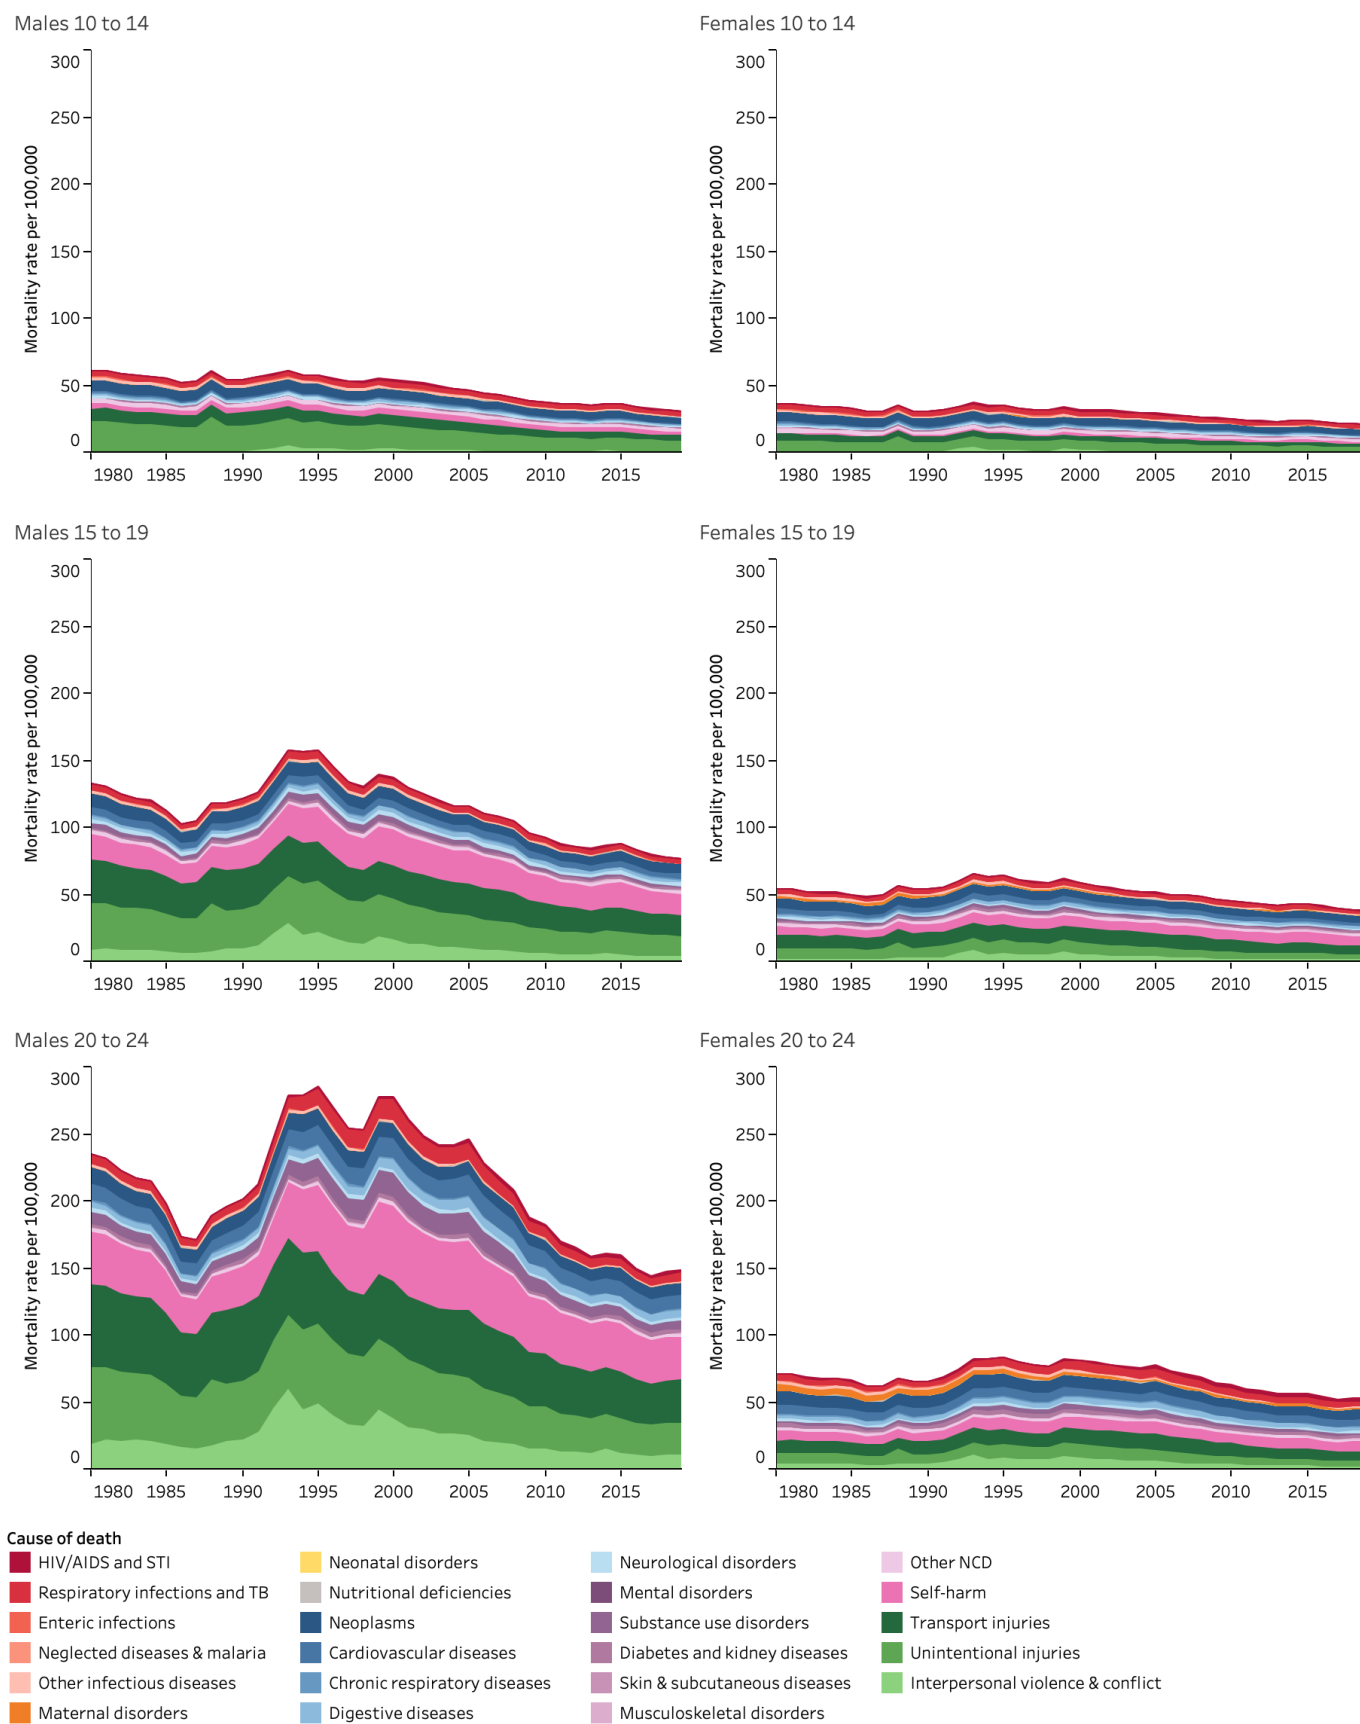 Males 10 to 14
Females 10 to 14
Mortality rate per 100,000
300
250
200
150
100
50
0
1980 1985 1990 1995 2000 2005 2010 2015
Mortality rate per 100,000
300
250
200
150
100
50
0
1980 1985 1990 1995 2000 2005 2010 2015
Males 15 to 19
Females 15 to 19
Mortality rate per 100,000
300
250
200
150
100
50
0
1980 1985 1990 1995 2000 2005 2010 2015
Mortality rate per 100,000
300
250
200
150
100
50
0
1980 1985 1990 1995 2000 2005 2010 2015
Males 20 to 24
Females 20 to 24
Mortality rate per 100,000
300
250
200
150
100
50
0
1980 1985 1990 1995 2000 2005 2010 2015
Mortality rate per 100,000
300
250
200
150
100
50
0
1980 1985 1990 1995 2000 2005 2010 2015
Cause of death
HIV/AIDS and STI
Respiratory infections and TB
Enteric infections
Neglected diseases & malaria
Other infectious diseases
Maternal disorders
Neonatal disorders
Nutritional deficiencies
Neoplasms
Cardiovascular diseases
Chronic respiratory diseases
Digestive diseases
Neurological disorders
Mental disorders
Substance use disorders
Diabetes and kidney diseases
Skin & subcutaneous diseases
Musculoskeletal disorders
Other NCD
Self-harm
Transport injuries
Unintentional injuries
Interpersonal violence & conflict